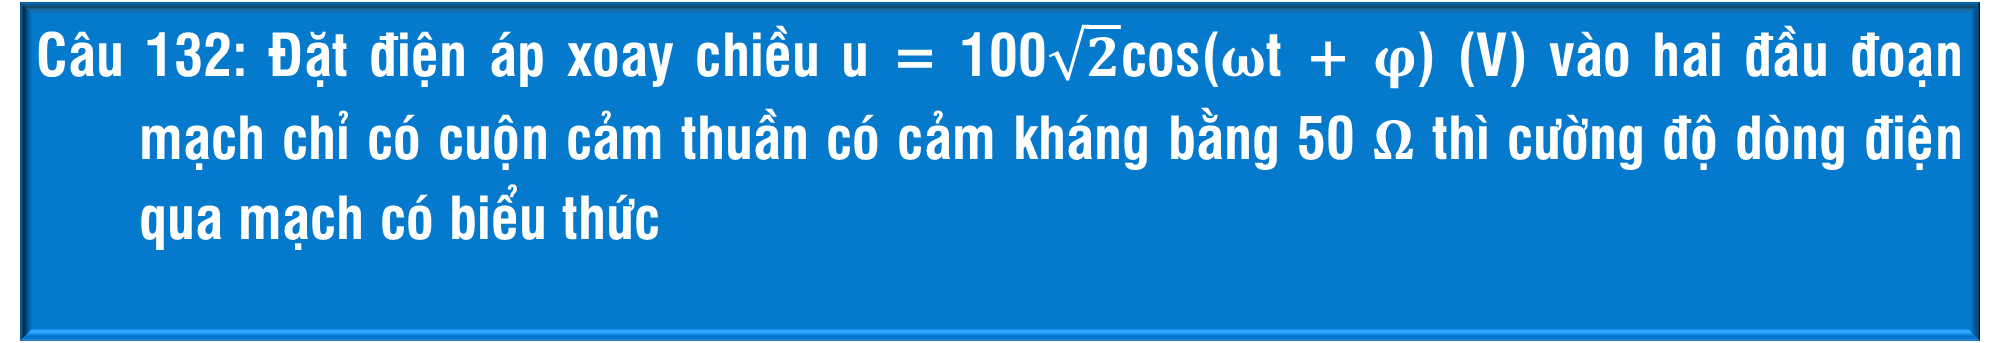 Câu 132: Đặt điện áp xoay chiều u = 100√2cos(ωt + φ) (V) vào hai đầu đoạn
mạch chỉ có cuộn cảm thuần có cảm kháng bằng 50 Ω thì cường độ dòng điện
qua mạch có biểu thức